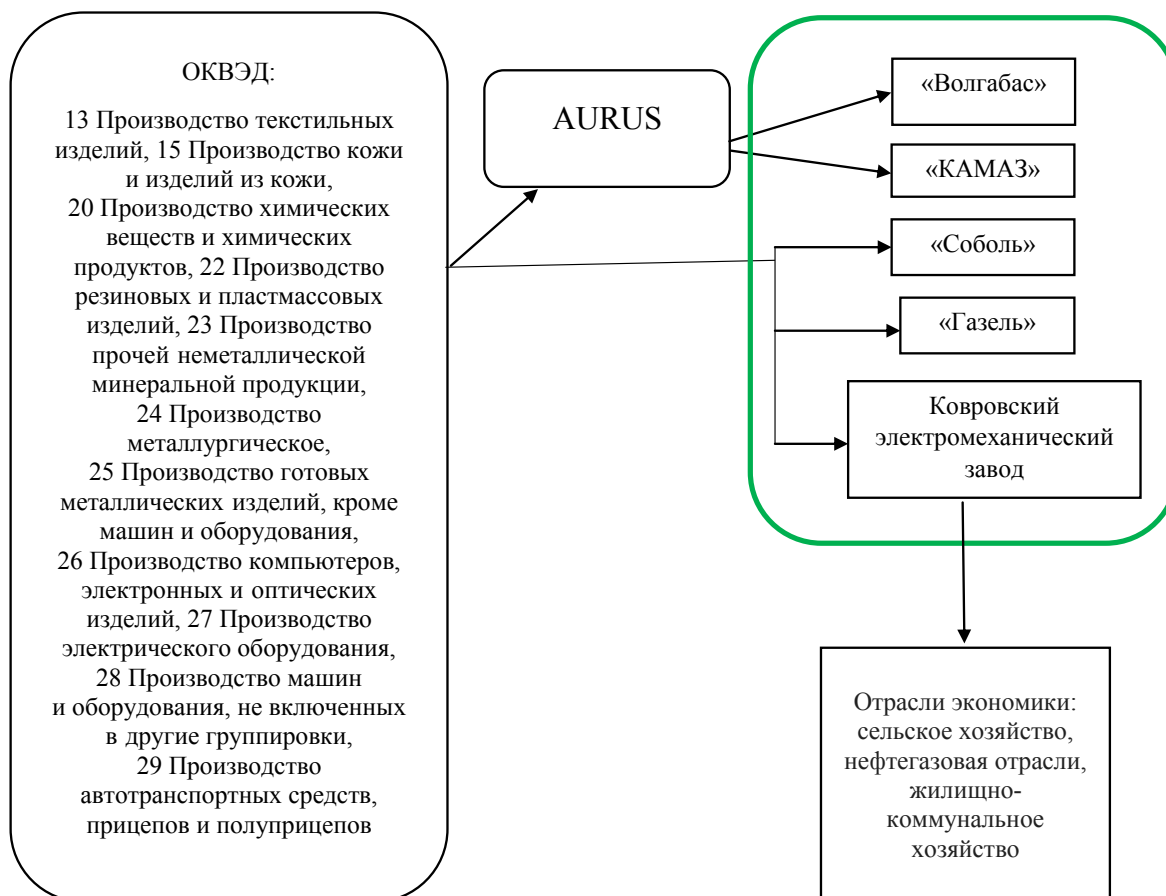 ОКВЭД:
13 Производство текстильных
изделий, 15 Производство кожи
и изделий из кожи,
20 Производство химических
веществ и химических
продуктов, 22 Производство
резиновых и пластмассовых
изделий, 23 Производство
прочей неметаллической
минеральной продукции,
24 Производство
металлургическое,
25 Производство готовых
металлических изделий, кроме
машин и оборудования,
26 Производство компьютеров,
электронных и оптических
изделий, 27 Производство
электрического оборудования,
28 Производство машин
и оборудования, не включенных
в другие группировки,
29 Производство
автотранспортных средств,
прицепов и полуприцепов
AURUS
«Волгабас»
«КАМАЗ»
«Соболь»
«Газель»
Ковровский
электромеханический
завод
Отрасли экономики:
сельское хозяйство,
нефтегазовая отрасли,
жилищно-
коммунальное
хозяйство